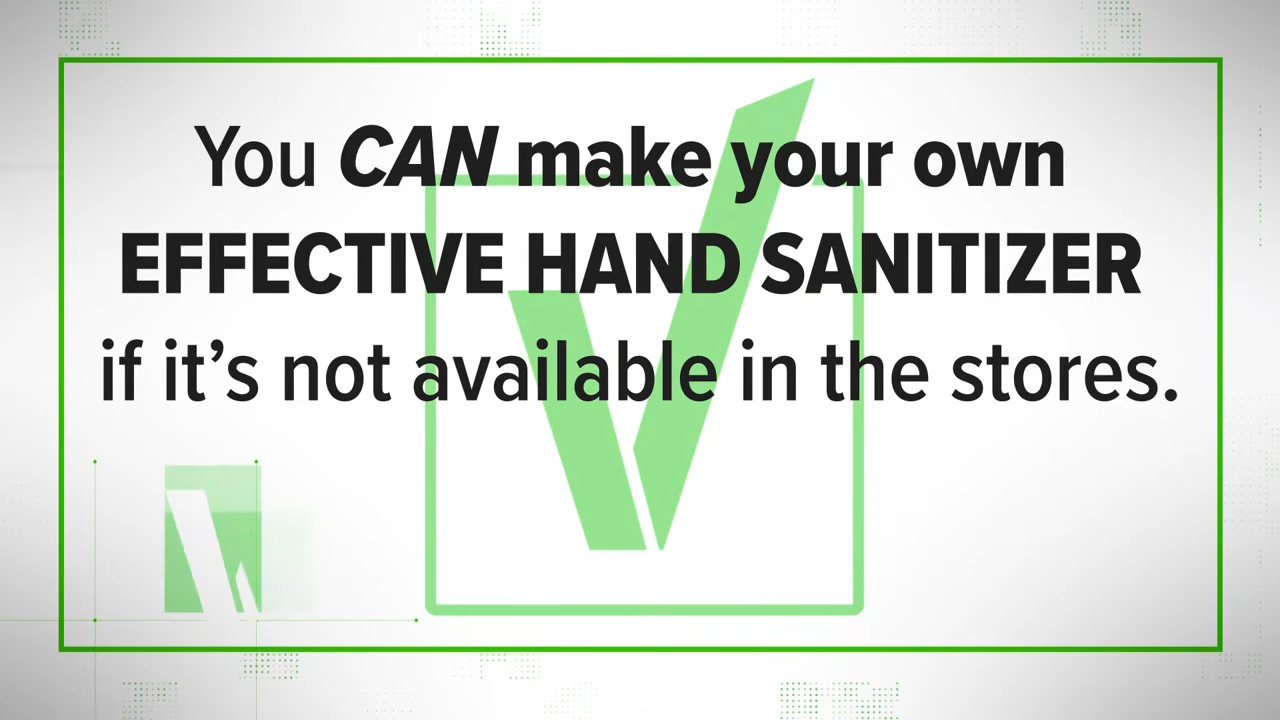 You CAN make your own
EFFECTIVE HAND SANITIZER
if it’s not available in the stores.